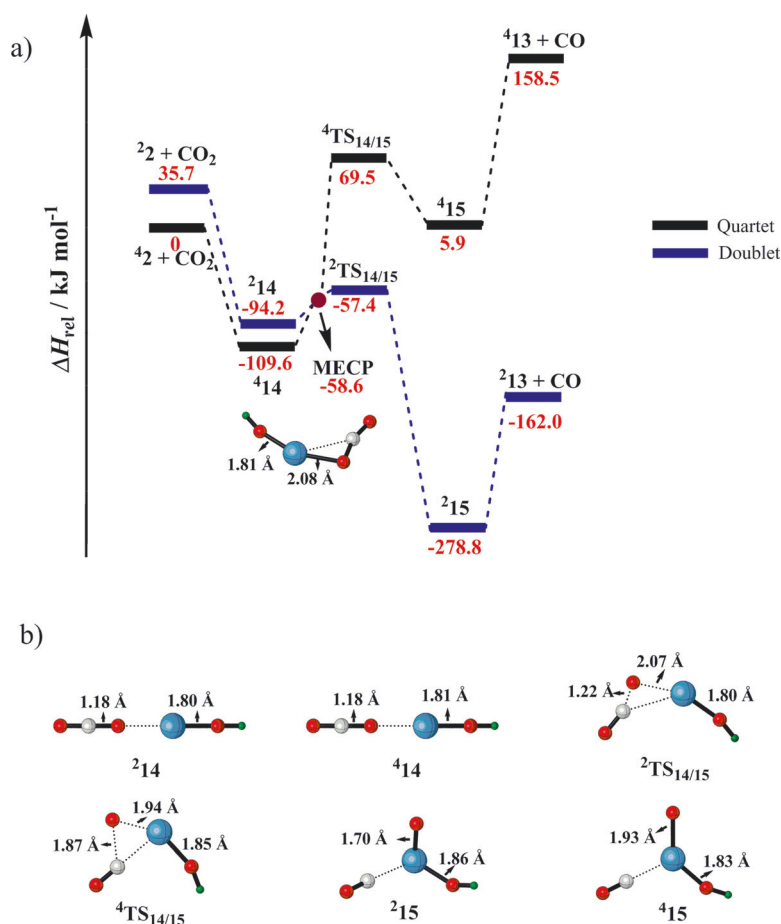 a)
ΔH_rel / kJ mol⁻¹
⁴13 + CO
158.5
⁴TS₁₄/₁₅
69.5
²2 + CO₂
35.7
0
⁴2 + CO₂
⁴15
5.9
Quartet
Doublet
²14
-94.2
-109.6
⁴14
²TS₁₄/₁₅
-57.4
MECP
-58.6
²13 + CO
-162.0
1.81 Å
2.08 Å
²15
-278.8
b)
1.18 Å 1.80 Å
²14
1.18 Å 1.81 Å
⁴14
2.07 Å
1.22 Å 1.80 Å
²TS₁₄/₁₅
1.94 Å
1.87 Å 1.85 Å
⁴TS₁₄/₁₅
1.70 Å 1.86 Å
²15
1.93 Å 1.83 Å
⁴15